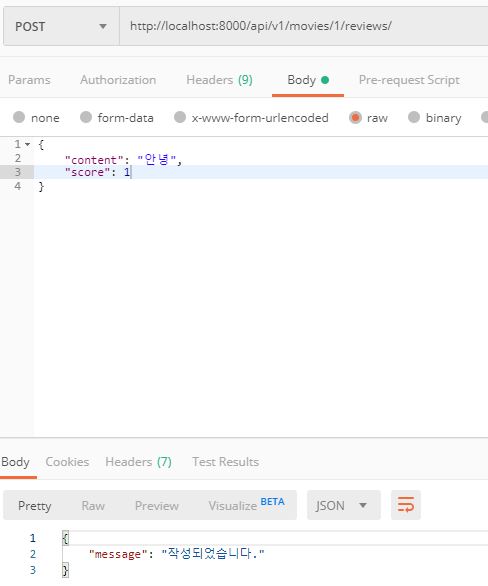 POST http://localhost:8000/api/v1/movies/1/reviews/
Params Authorization Headers (9) Body Pre-request Script
none form-data x-www-form-urlencoded raw binary
1 {
2 "content": "안녕",
3 "score": 1
4 }
Body Cookies Headers (7) Test Results
Pretty Raw Preview Visualize BETA JSON
1 {
2 "message": "작성되었습니다."
3 }